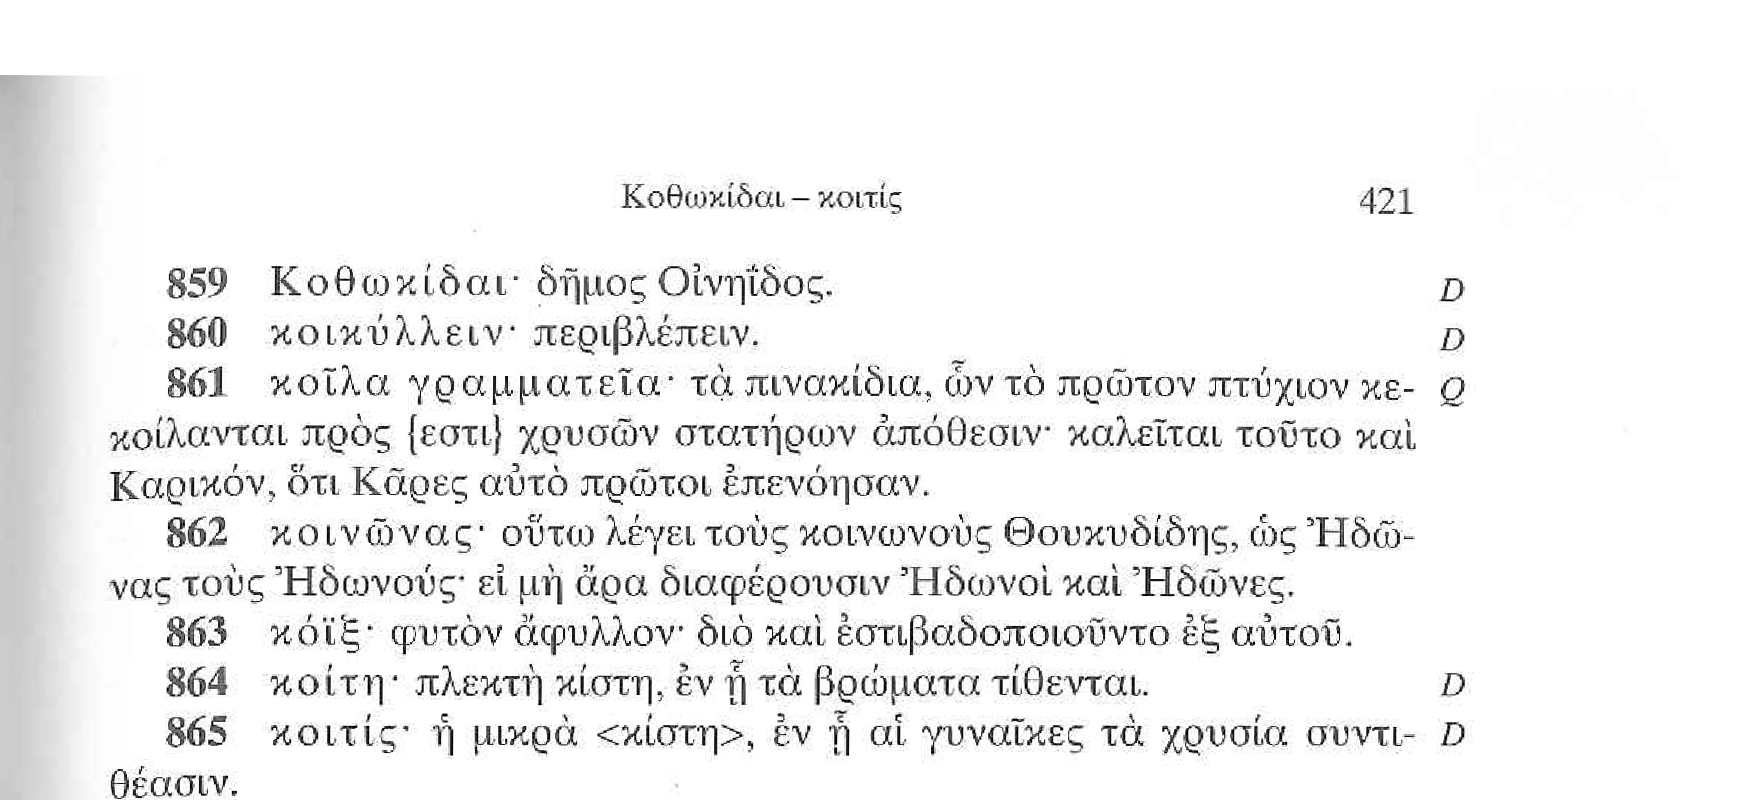 Κοθωκίδαι – κοιτίς 421
859 Κοθωκίδαι· δῆμος Οἰνηΐδος. D
860 κοικύλλειν· περιβλέπειν. D
861 κοῖλα γραμματεῖα· τὰ πινακίδια, ὧν τὸ πρῶτον πτύχιον κε- Q
κοίλανται πρὸς {εστι} χρυσῶν στατήρων ἀπόθεσιν· καλεῖται τοῦτο καὶ
Καρικόν, ὅτι Κᾶρες αὐτὸ πρῶτοι ἐπενόησαν.
862 κοινῶνας· οὕτω λέγει τοὺς κοινωνοὺς Θουκυδίδης, ὡς Ἠδῶ-
νας τοὺς Ἠδωνούς· εἰ μὴ ἄρα διαφέρουσιν Ἠδωνοὶ καὶ Ἠδῶνες.
863 κόϊξ· φυτὸν ἄφυλλον· διὸ καὶ ἐστιβαδοποιοῦντο ἐξ αὐτοῦ.
864 κοίτη· πλεκτὴ κίστη, ἐν ᾗ τὰ βρώματα τίθενται. D
865 κοιτίς· ἡ μικρὰ <κίστη>, ἐν ᾗ αἱ γυναῖκες τὰ χρυσία συντι- D
θέασιν.